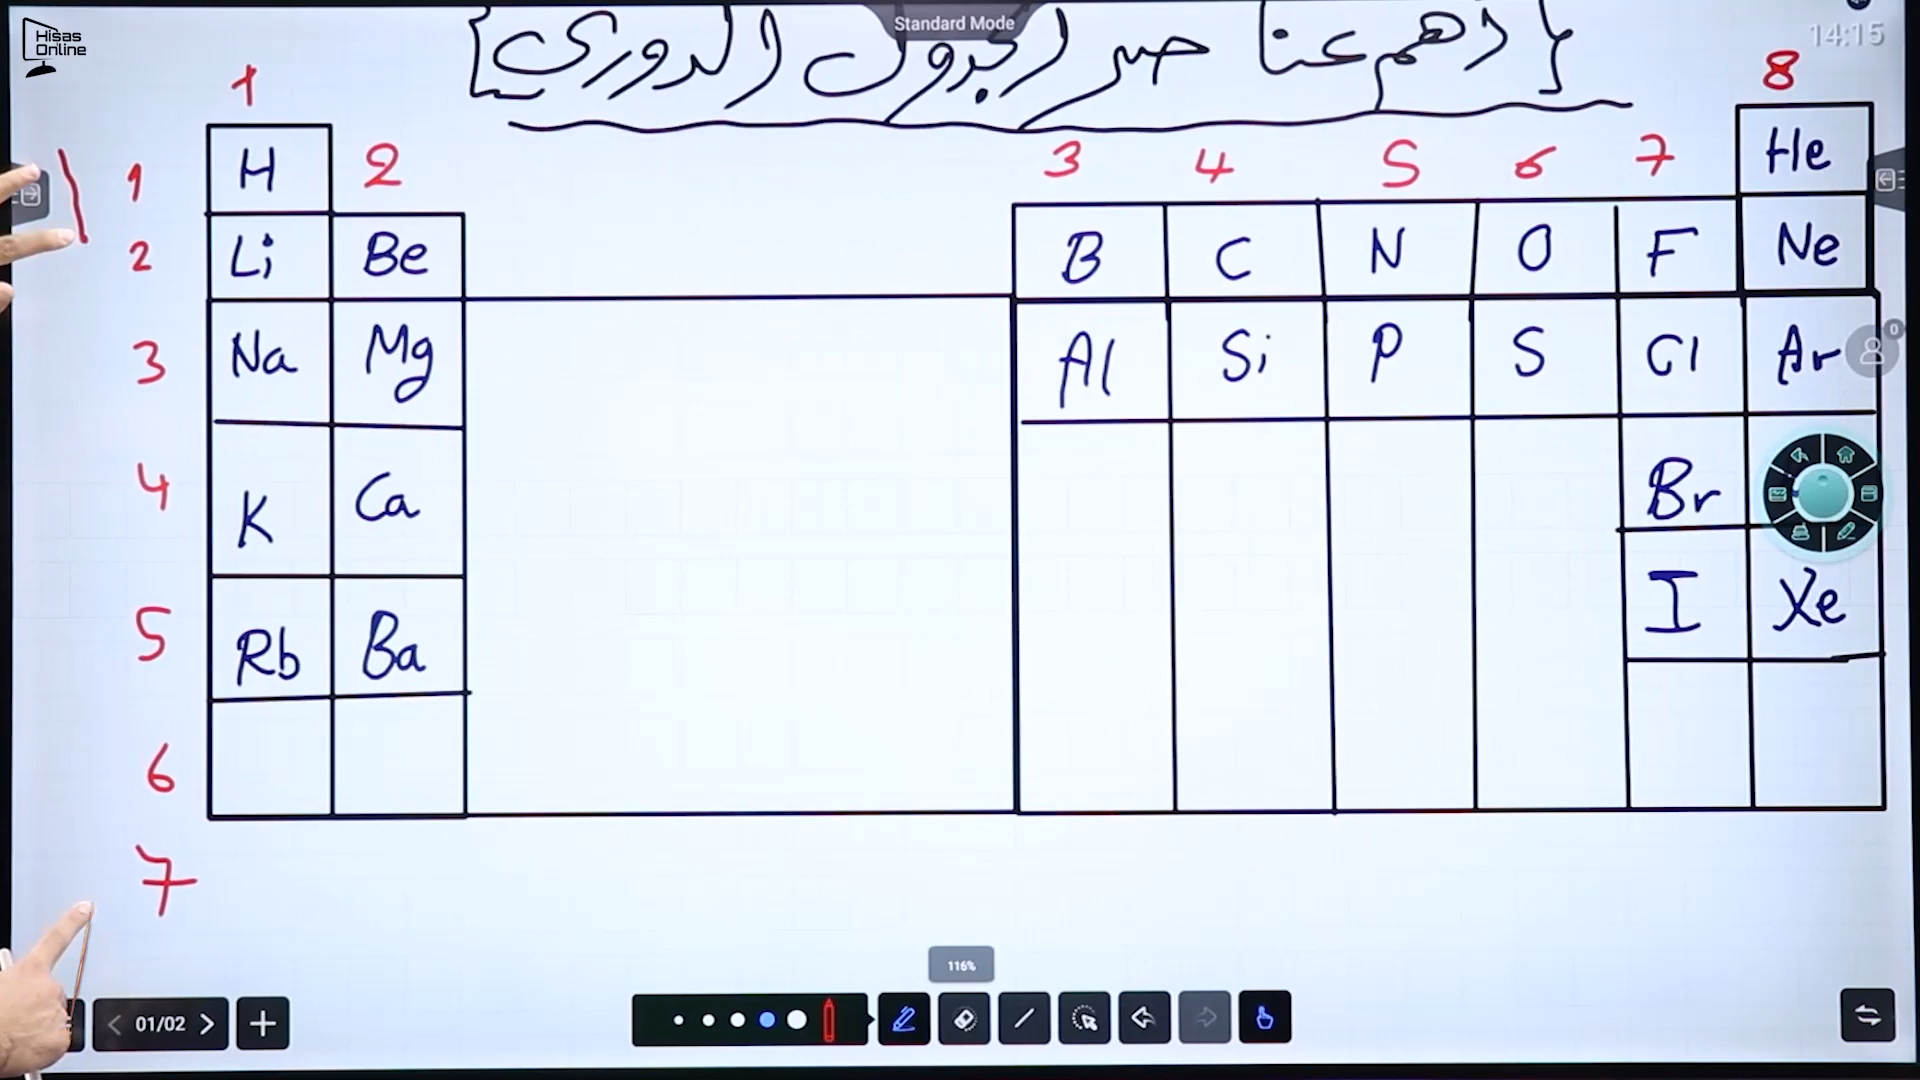 Hisas
Online
Standard Mode
14:15
{أهم عناصر الجدول الدوري]
1 8
1 H 2 3 4 5 6 7 He
2 Li Be B C N O F Ne
3 Na Mg Al Si P S Cl Ar
0
4 K Ca Br
5 Rb Ba I Xe
6
7
116%
01/02